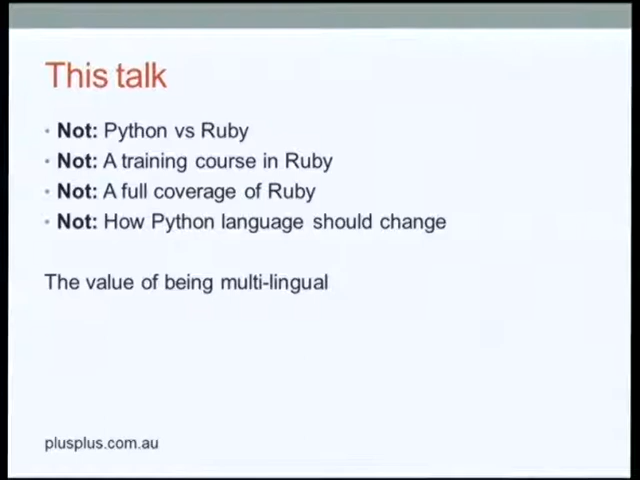 This talk
• Not: Python vs Ruby
• Not: A training course in Ruby
• Not: A full coverage of Ruby
• Not: How Python language should change
The value of being multi-lingual
plusplus.com.au